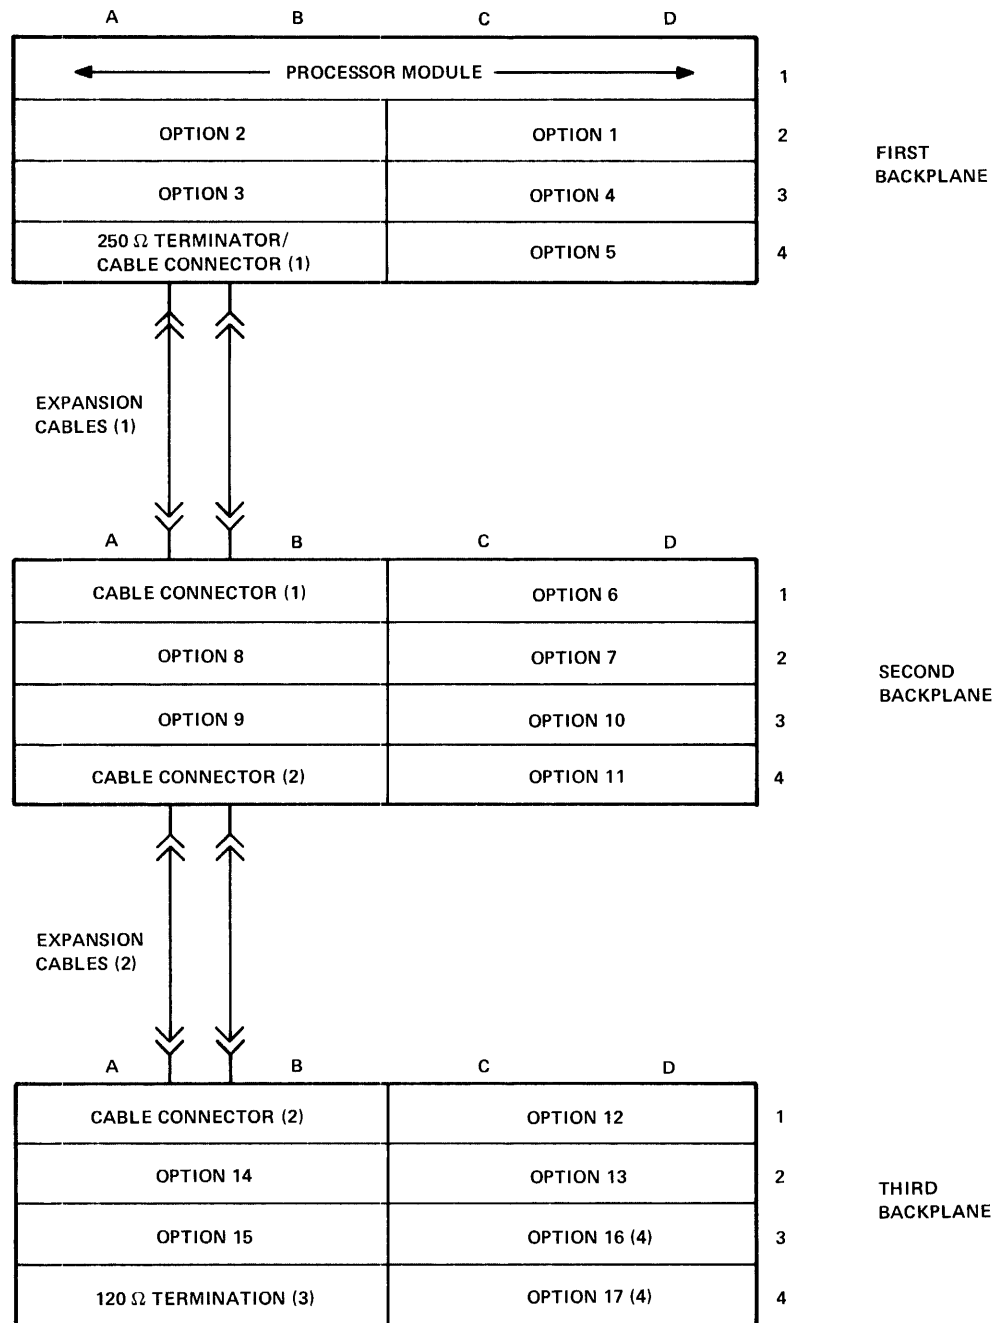 A B C D
PROCESSOR MODULE 1
OPTION 2 OPTION 1 2
FIRST
BACKPLANE
OPTION 3 OPTION 4 3
250 Ω TERMINATOR/
CABLE CONNECTOR (1)
OPTION 5 4
EXPANSION
CABLES (1)
A B C D
CABLE CONNECTOR (1) OPTION 6 1
OPTION 8 OPTION 7 2
SECOND
BACKPLANE
OPTION 9 OPTION 10 3
CABLE CONNECTOR (2) OPTION 11 4
EXPANSION
CABLES (2)
A B C D
CABLE CONNECTOR (2) OPTION 12 1
OPTION 14 OPTION 13 2
THIRD
BACKPLANE
OPTION 15 OPTION 16 (4) 3
120 Ω TERMINATION (3) OPTION 17 (4) 4